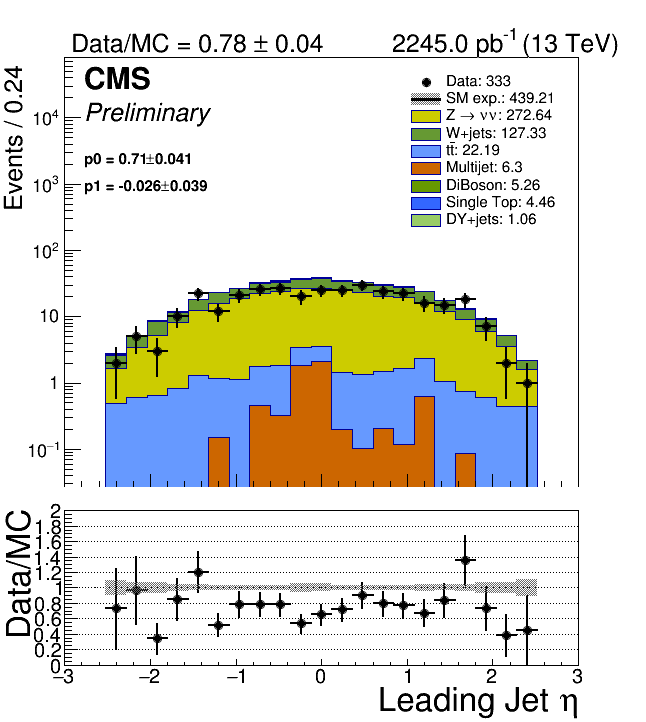 Data/MC = 0.78 ± 0.04
2245.0 pb⁻¹ (13 TeV)
CMS
Preliminary
p0 = 0.71±0.041
p1 = -0.026±0.039
Data: 333
SM exp.: 439.21
Z → νν: 272.64
W+jets: 127.33
tt̄: 22.19
Multijet: 6.3
DiBoson: 5.26
Single Top: 4.46
DY+jets: 1.06
Events / 0.24
10⁴
10³
10²
10
1
10⁻¹
Data/MC
2
1.8
1.6
1.4
1.2
1
0.8
0.6
0.4
0.2
0
−3 −2 −1 0 1 2 3
Leading Jet η